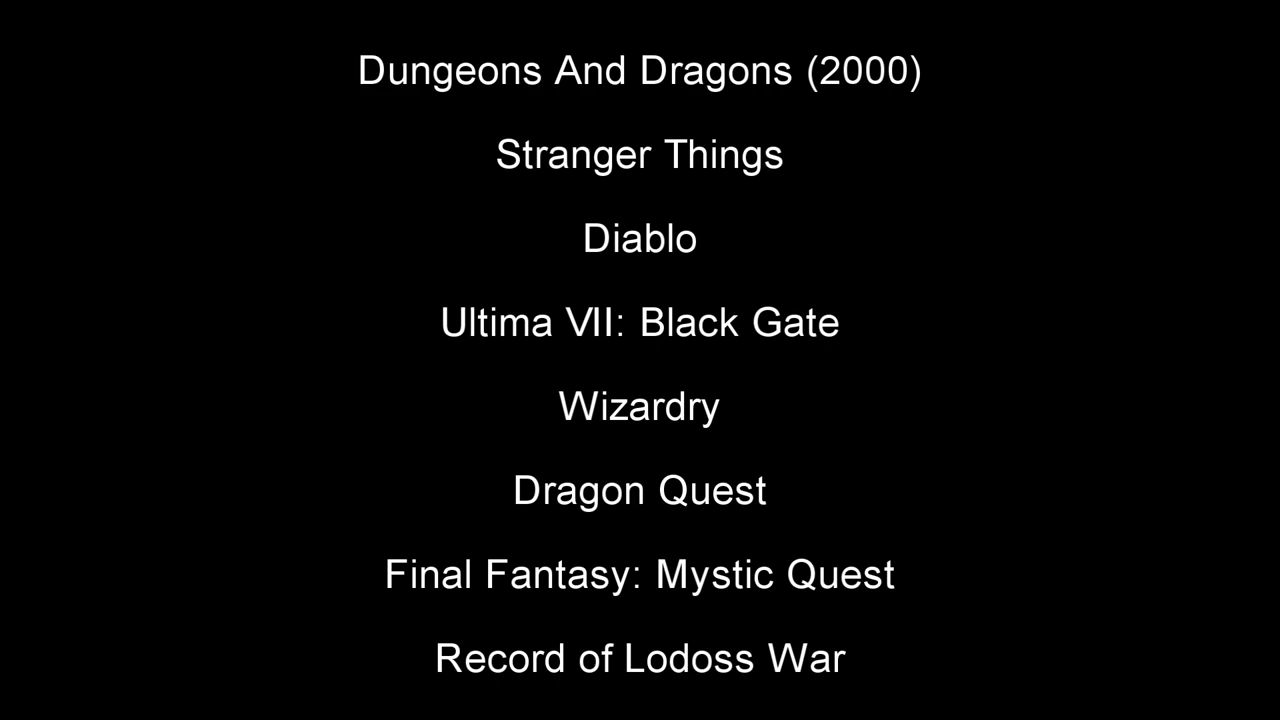 Dungeons And Dragons (2000)
Stranger Things
Diablo
Ultima VII: Black Gate
Wizardry
Dragon Quest
Final Fantasy: Mystic Quest
Record of Lodoss War